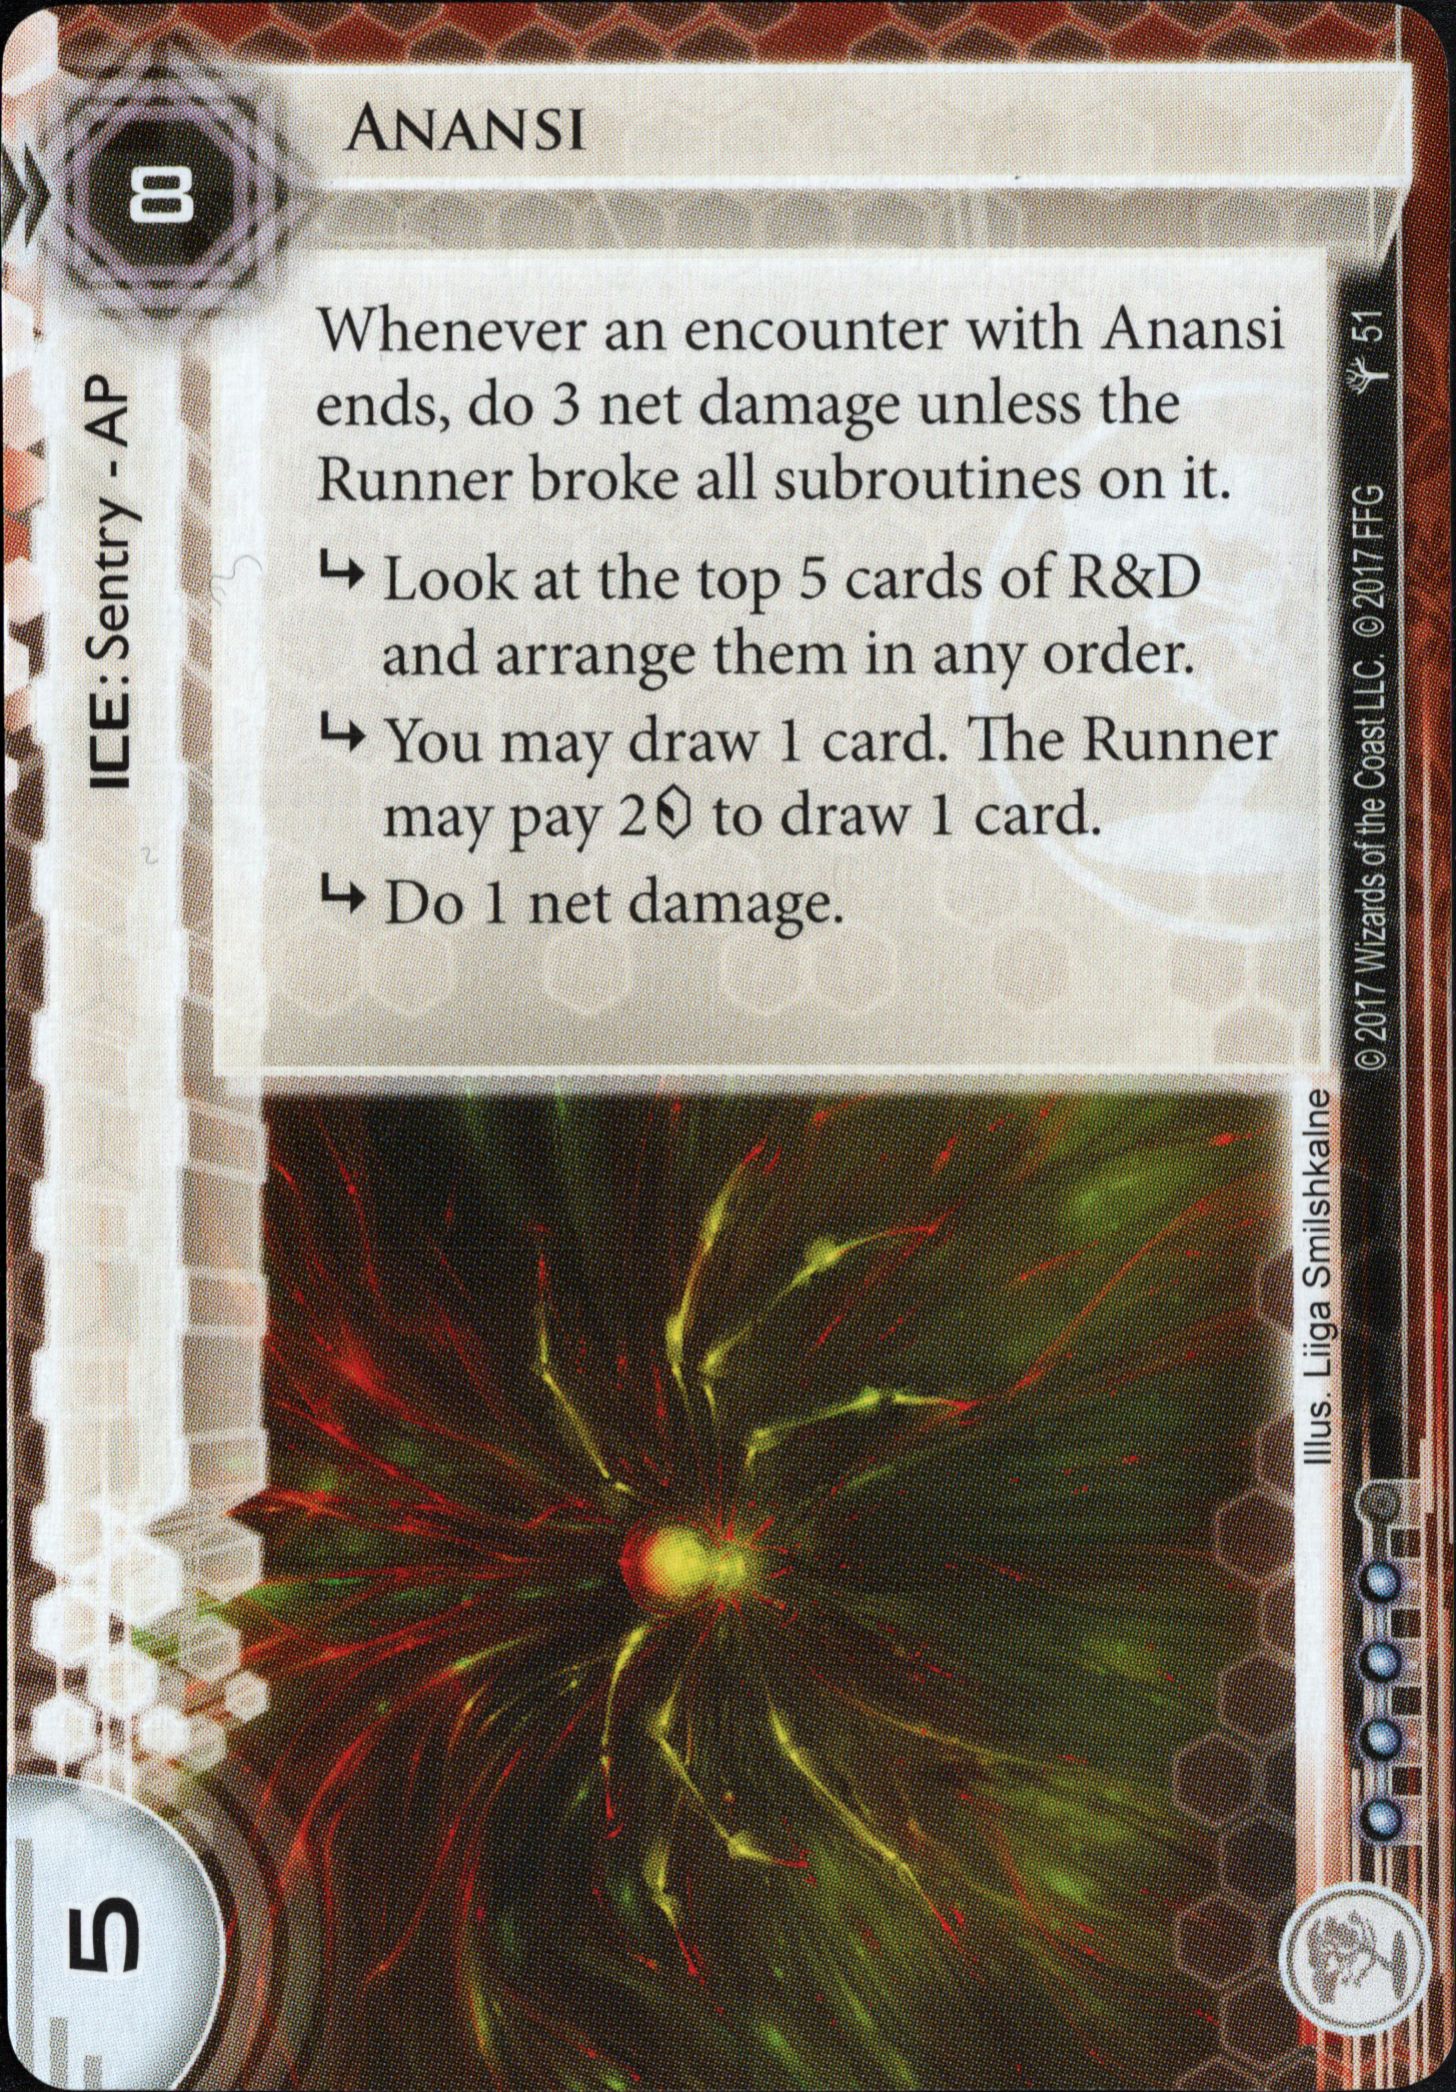 ANANSI
8
ICE: Sentry - AP
Whenever an encounter with Anansi
ends, do 3 net damage unless the
Runner broke all subroutines on it.
Look at the top 5 cards of R&D
and arrange them in any order.
You may draw 1 card. The Runner
may pay 2 to draw 1 card.
Do 1 net damage.
51
© 2017 Wizards of the Coast LLC. © 2017 FFG
Illus. Liiga Smilshkalne
5